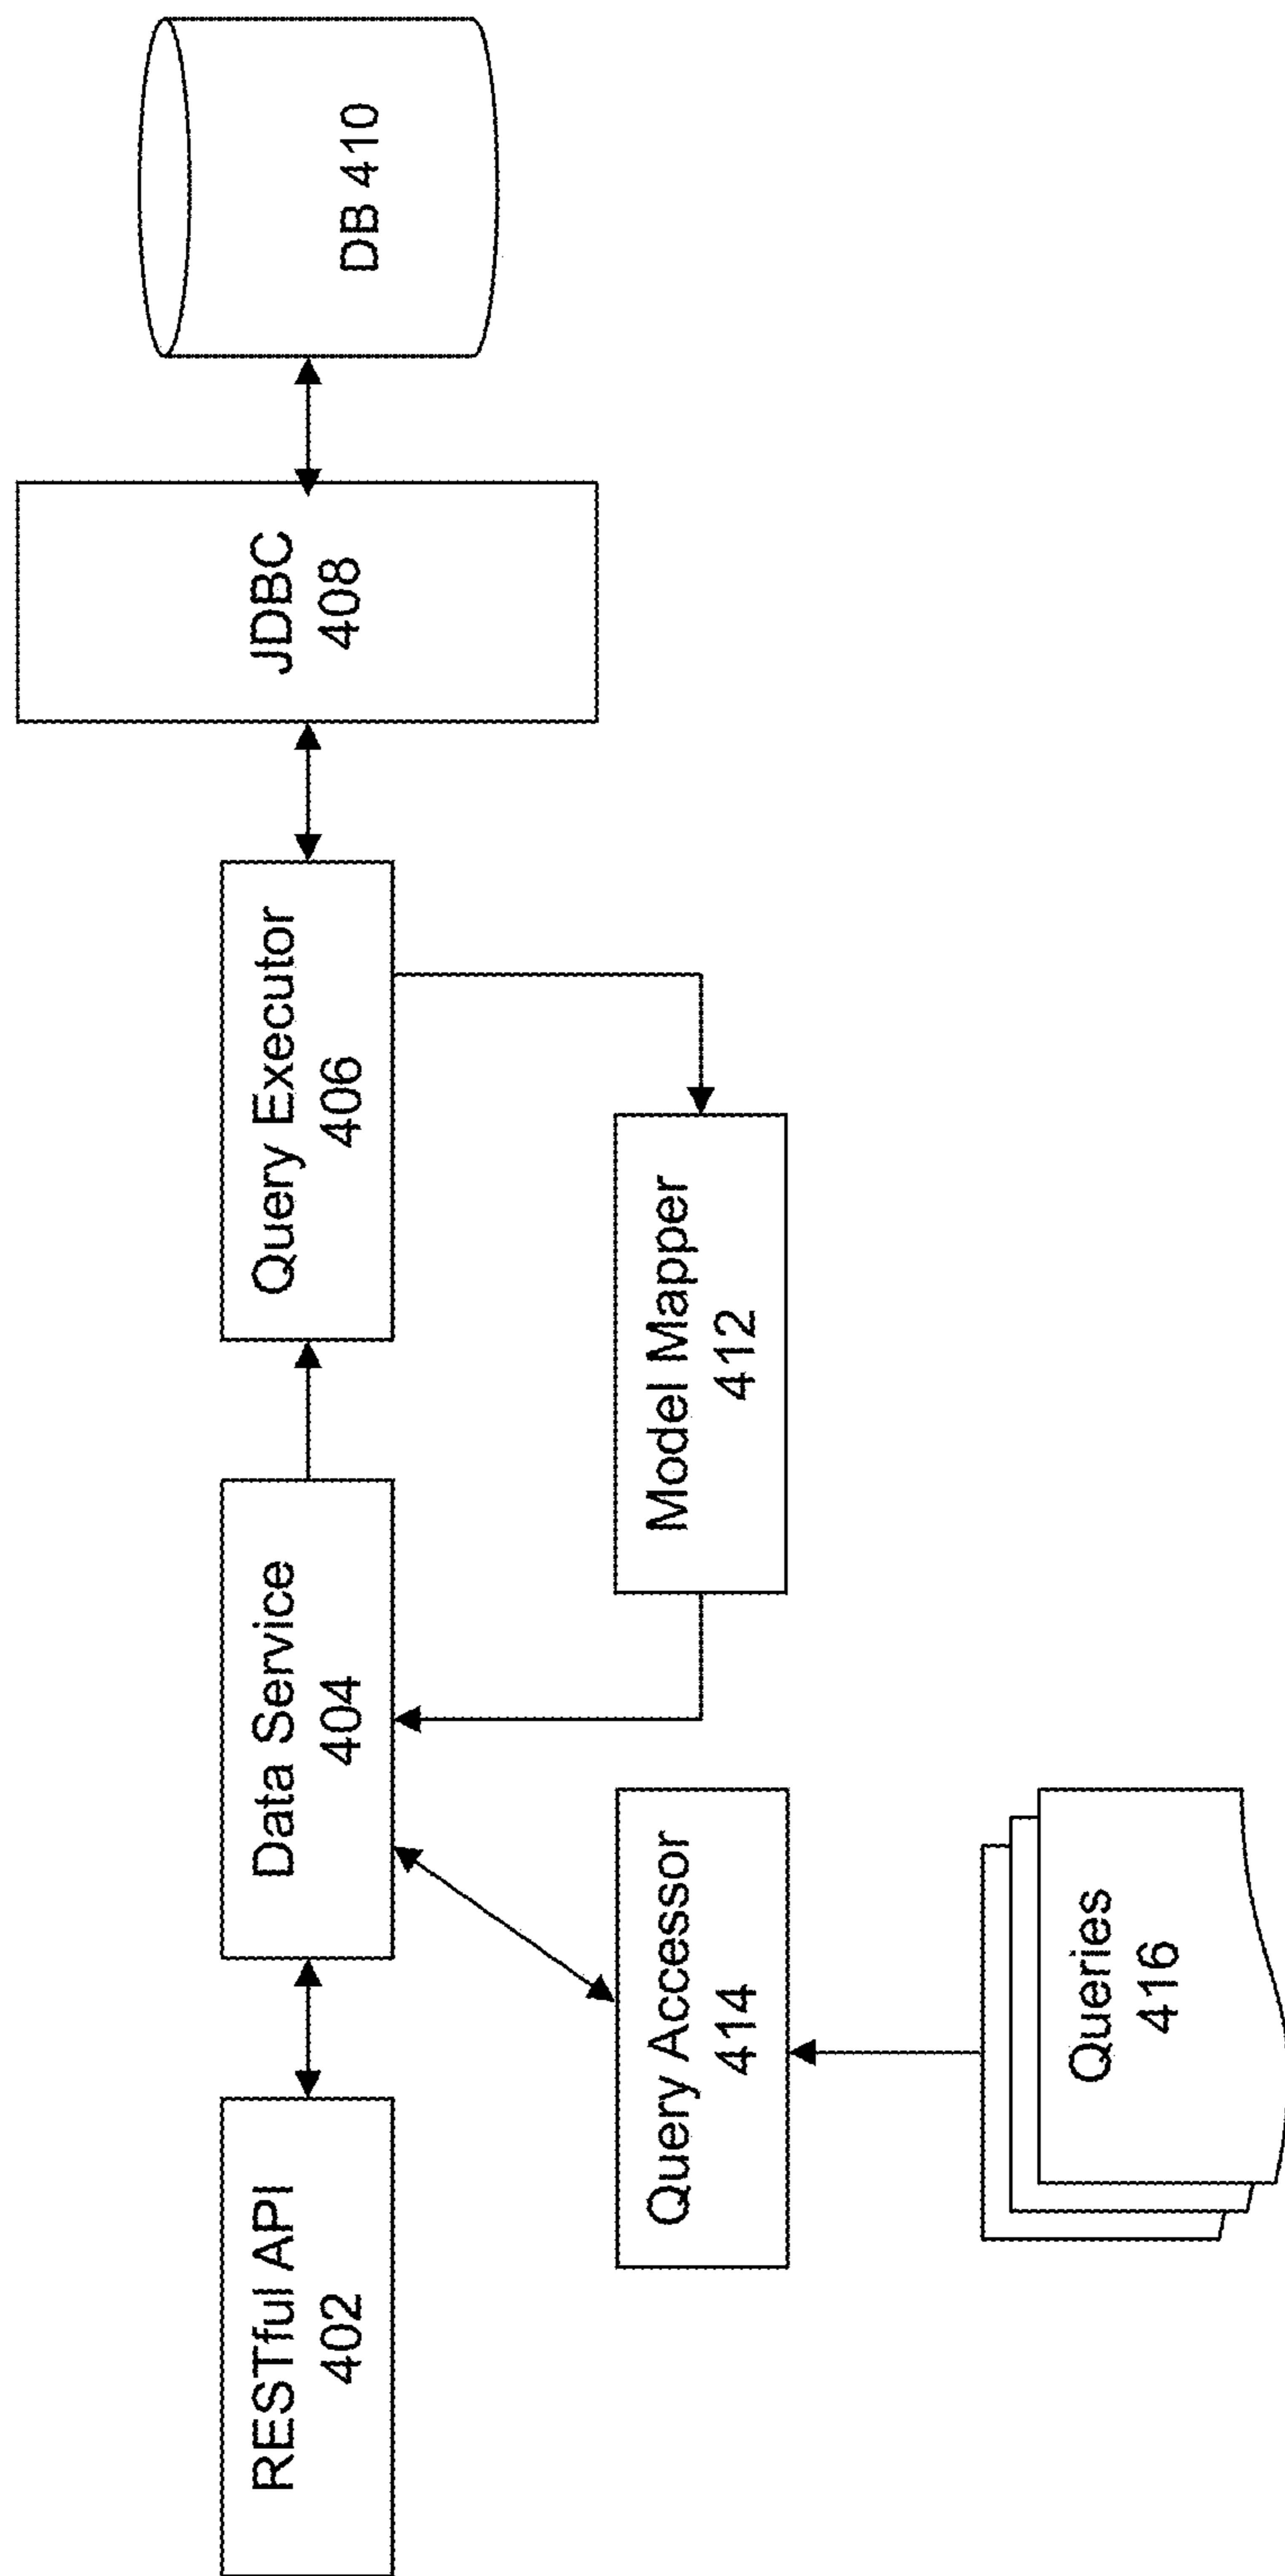 RESTful API
402
Data Service
404
Query Executor
406
JDBC
408
DB 410
Query Accessor
414
Model Mapper
412
Queries
416